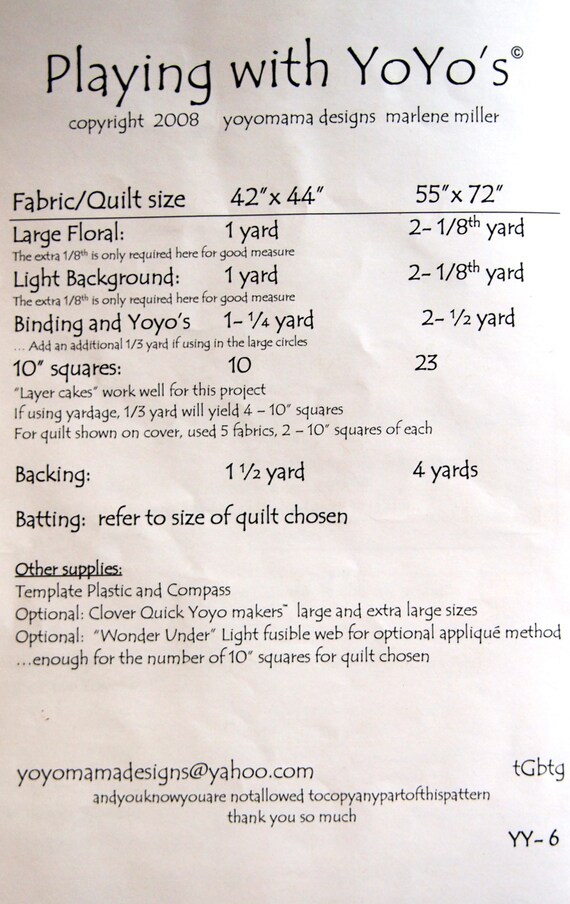 Playing with YoYo's©
copyright 2008 yoyomama designs marlene miller
Fabric/Quilt size 42"x 44" 55"x 72"
Large Floral: 1 yard 2- 1/8th yard
The extra 1/8th is only required here for good measure
Light Background: 1 yard 2- 1/8th yard
The extra 1/8th is only required here for good measure
Binding and Yoyo's 1- ¼ yard 2- ½ yard
... Add an additional 1/3 yard if using in the large circles
10" squares: 10 23
"Layer cakes" work well for this project
If using yardage, 1/3 yard will yield 4 – 10" squares
For quilt shown on cover, used 5 fabrics, 2 – 10" squares of each
Backing: 1 ½ yard 4 yards
Batting: refer to size of quilt chosen
Other supplies:
Template Plastic and Compass
Optional: Clover Quick Yoyo makers™ large and extra large sizes
Optional: "Wonder Under" Light fusible web for optional appliqué method
...enough for the number of 10" squares for quilt chosen
yoyomamadesigns@yahoo.com tGbtg
andyouknowyouare notallowed tocopyanypartofthispattern
thank you so much
YY- 6